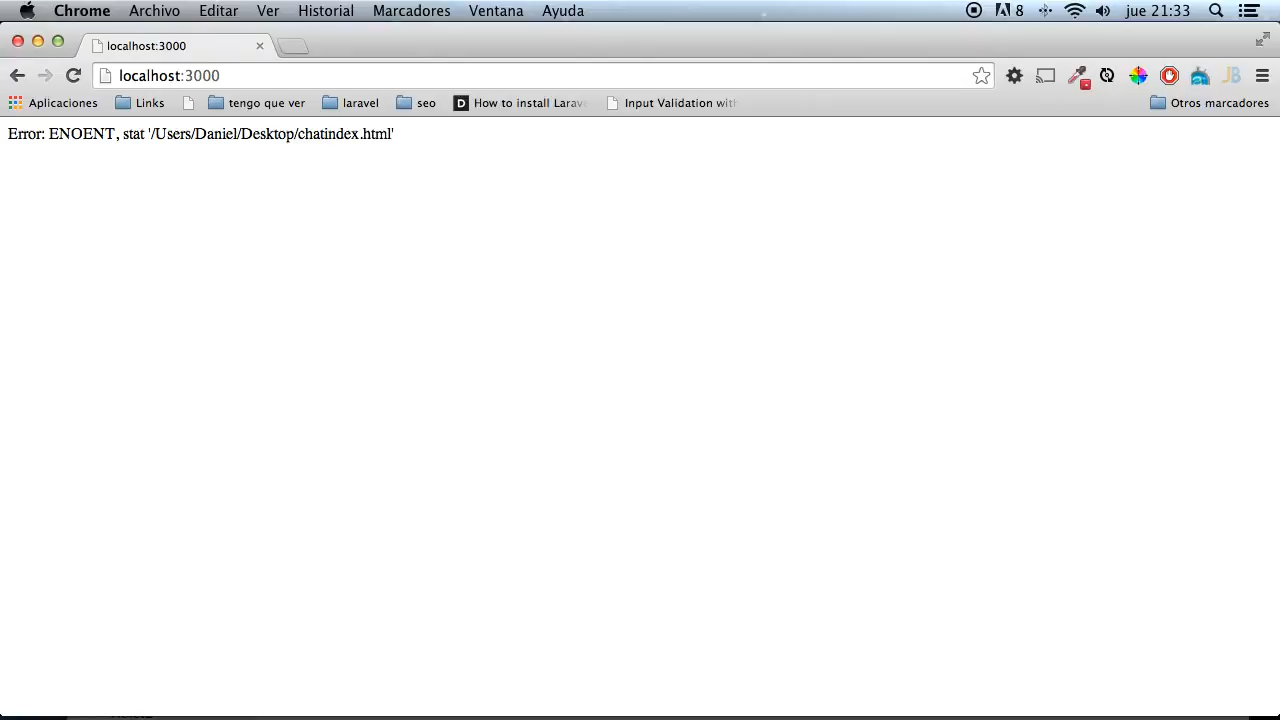 Chrome Archivo Editar Ver Historial Marcadores Ventana Ayuda 8 jue 21:33
localhost:3000
localhost:3000
Aplicaciones Links tengo que ver laravel seo D How to install Larav Input Validation with Otros marcadores
Error: ENOENT, stat '/Users/Daniel/Desktop/chatindex.html'